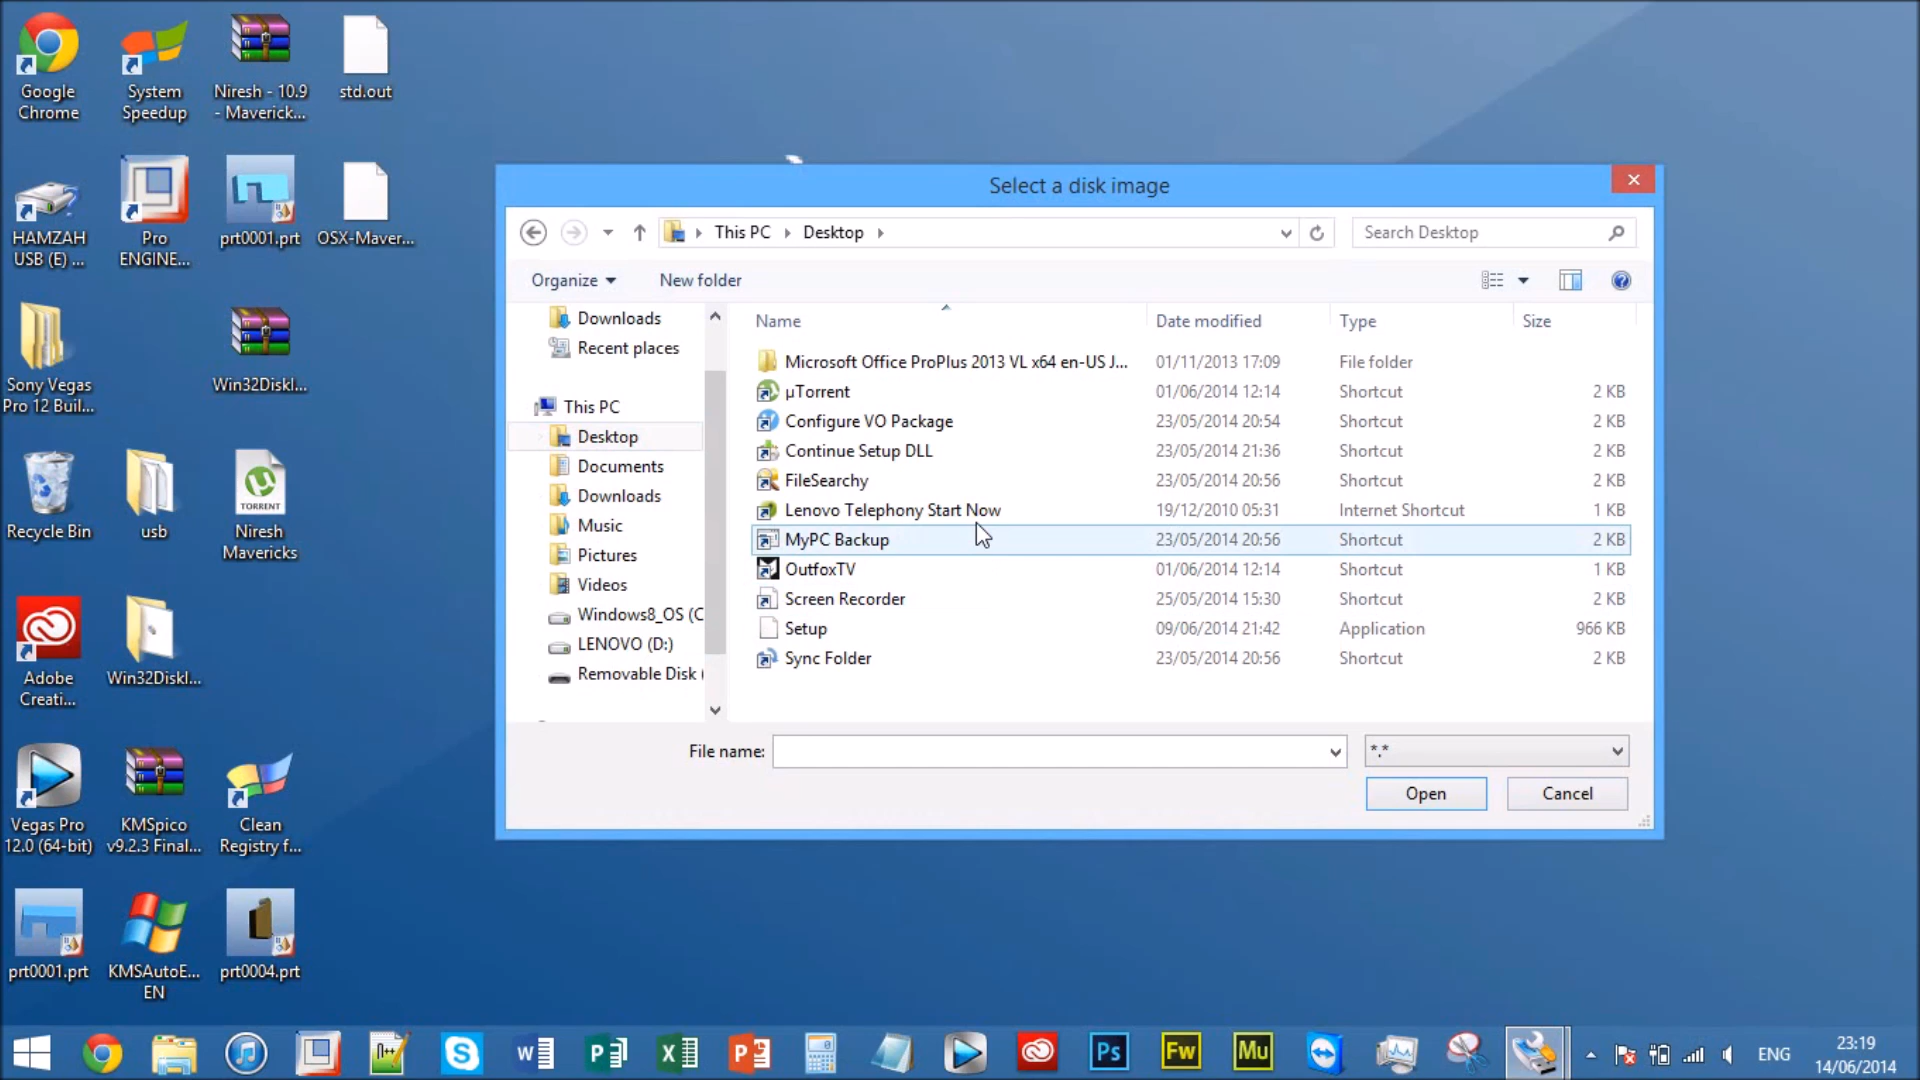 Google
Chrome
System
Speedup
Niresh - 10.9
- Maverick...
std.out
HAMZAH
USB (E) ...
Pro
ENGINE...
prt0001.prt
OSX-Maver...
Sony Vegas
Pro 12 Buil...
Win32DiskI...
Recycle Bin
usb
TORRENT
Niresh
Mavericks
Adobe
Creati...
Win32DiskI...
Vegas Pro
12.0 (64-bit)
KMSpico
v9.2.3 Final...
Clean
Registry f...
prt0001.prt
KMSAutoE...
EN
prt0004.prt
Select a disk image
This PC
Desktop
Search Desktop
Organize
New folder
Downloads
Recent places
This PC
Desktop
Documents
Downloads
Music
Pictures
Videos
Windows8_OS (C
LENOVO (D:)
Removable Disk (
Name Date modified Type Size
Microsoft Office ProPlus 2013 VL x64 en-US J... 01/11/2013 17:09 File folder
µTorrent 01/06/2014 12:14 Shortcut 2 KB
Configure VO Package 23/05/2014 20:54 Shortcut 2 KB
Continue Setup DLL 23/05/2014 21:36 Shortcut 2 KB
FileSearchy 23/05/2014 20:56 Shortcut 2 KB
Lenovo Telephony Start Now 19/12/2010 05:31 Internet Shortcut 1 KB
MyPC Backup 23/05/2014 20:56 Shortcut 2 KB
OutfoxTV 01/06/2014 12:14 Shortcut 1 KB
Screen Recorder 25/05/2014 15:30 Shortcut 2 KB
Setup 09/06/2014 21:42 Application 966 KB
Sync Folder 23/05/2014 20:56 Shortcut 2 KB
File name:
*.*
Open
Cancel
N++
S
W
P
X
P
Ps
Fw
Mu
ENG
23:19
14/06/2014